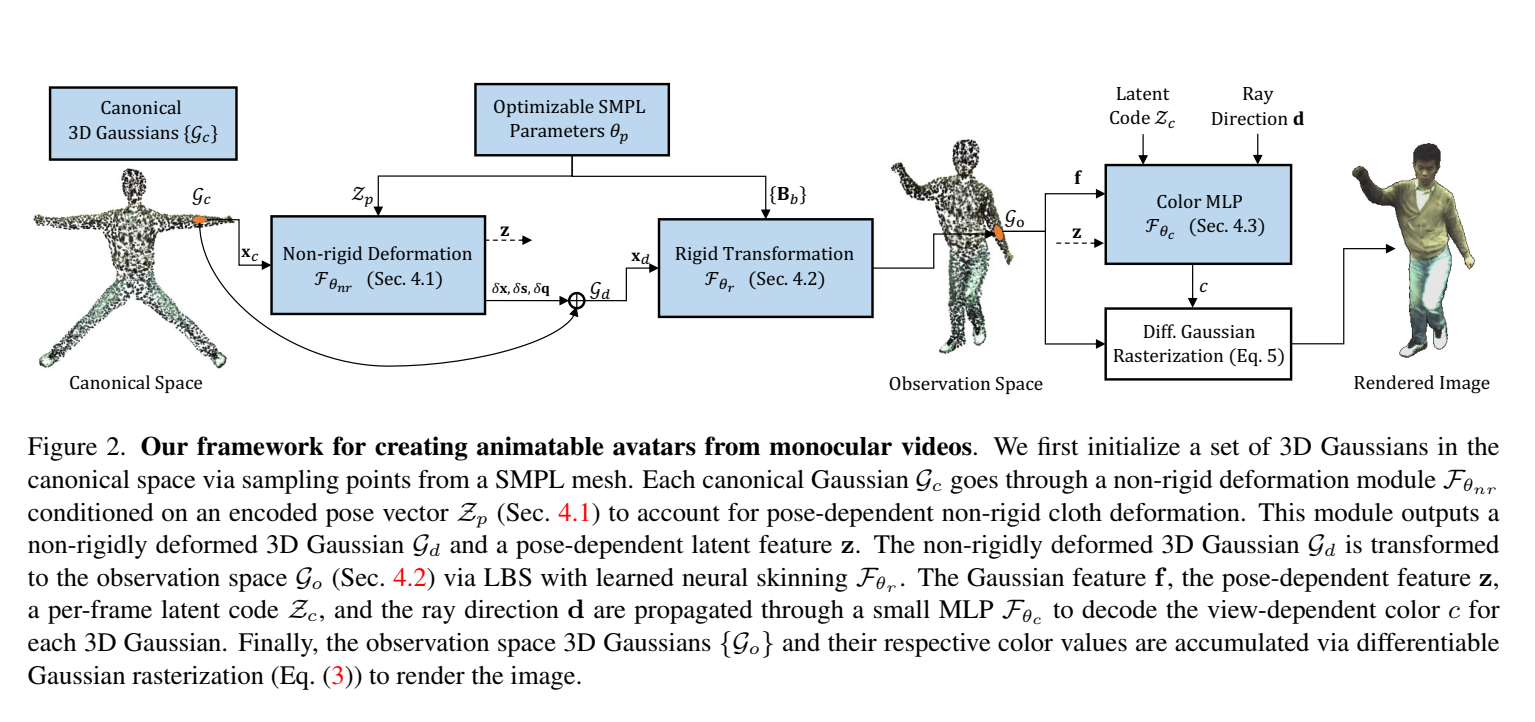 Canonical
3D Gaussians {𝒢c}
Optimizable SMPL
Parameters θp
Latent
Code 𝒵c
Ray
Direction d
𝒢c
𝒵p
{Bb}
xc
Non-rigid Deformation
ℱθnr (Sec. 4.1)
z
δx, δs, δq
𝒢d
xd
Rigid Transformation
ℱθr (Sec. 4.2)
𝒢o
f
z
Color MLP
ℱθc (Sec. 4.3)
c
Diff. Gaussian
Rasterization (Eq. 5)
Canonical Space
Observation Space
Rendered Image
Figure 2. Our framework for creating animatable avatars from monocular videos. We first initialize a set of 3D Gaussians in the
canonical space via sampling points from a SMPL mesh. Each canonical Gaussian 𝒢c goes through a non-rigid deformation module ℱθnr
conditioned on an encoded pose vector 𝒵p (Sec. 4.1) to account for pose-dependent non-rigid cloth deformation. This module outputs a
non-rigidly deformed 3D Gaussian 𝒢d and a pose-dependent latent feature z. The non-rigidly deformed 3D Gaussian 𝒢d is transformed
to the observation space 𝒢o (Sec. 4.2) via LBS with learned neural skinning ℱθr. The Gaussian feature f, the pose-dependent feature z,
a per-frame latent code 𝒵c, and the ray direction d are propagated through a small MLP ℱθc to decode the view-dependent color c for
each 3D Gaussian. Finally, the observation space 3D Gaussians {𝒢o} and their respective color values are accumulated via differentiable
Gaussian rasterization (Eq. (3)) to render the image.